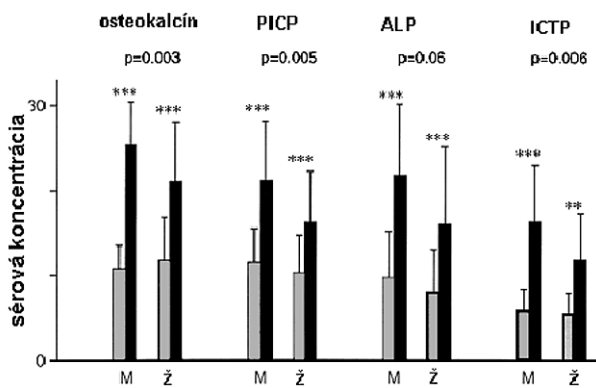 osteokalcín PICP ALP ICTP
p=0.003 p=0.005 p=0.06 p=0.006
*** *** *** *** *** *** *** **
30
sérová koncentrácia
0
M Ž M Ž M Ž M Ž